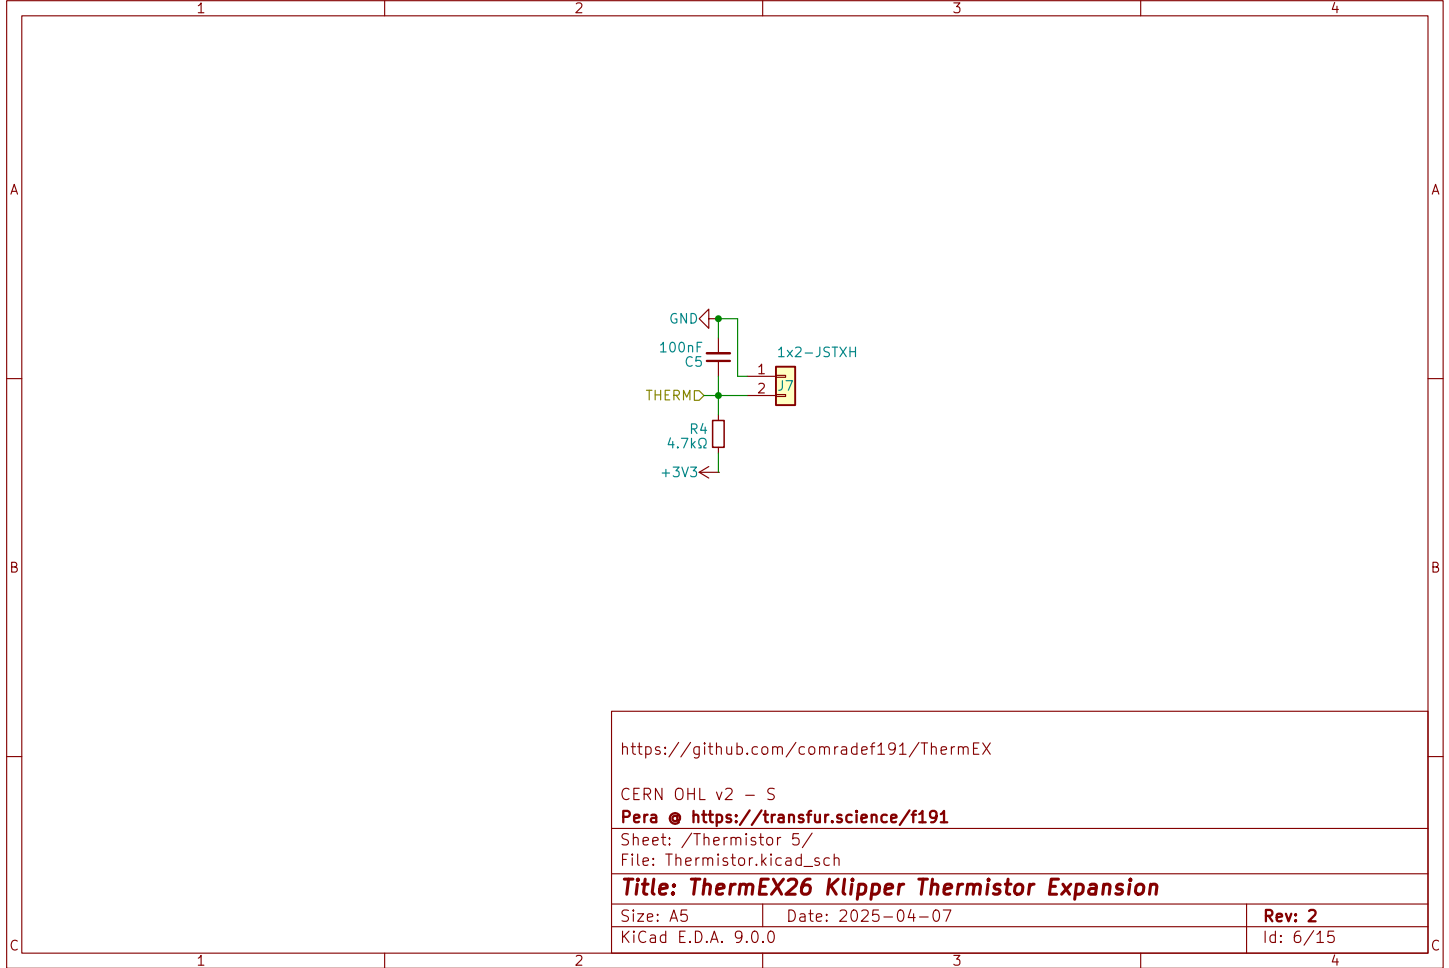 1 2 3 4
A A
GND
100nF
C5
1x2-JSTXH
1
2
J7
THERM
R4
4.7kΩ
+3V3
B B
https://github.com/comradef191/ThermEX
CERN OHL v2 - S
Pera @ https://transfur.science/f191
Sheet: /Thermistor 5/
File: Thermistor.kicad_sch
Title: ThermEX26 Klipper Thermistor Expansion
Size: A5 Date: 2025-04-07 Rev: 2
KiCad E.D.A. 9.0.0 Id: 6/15
C C
1 2 3 4